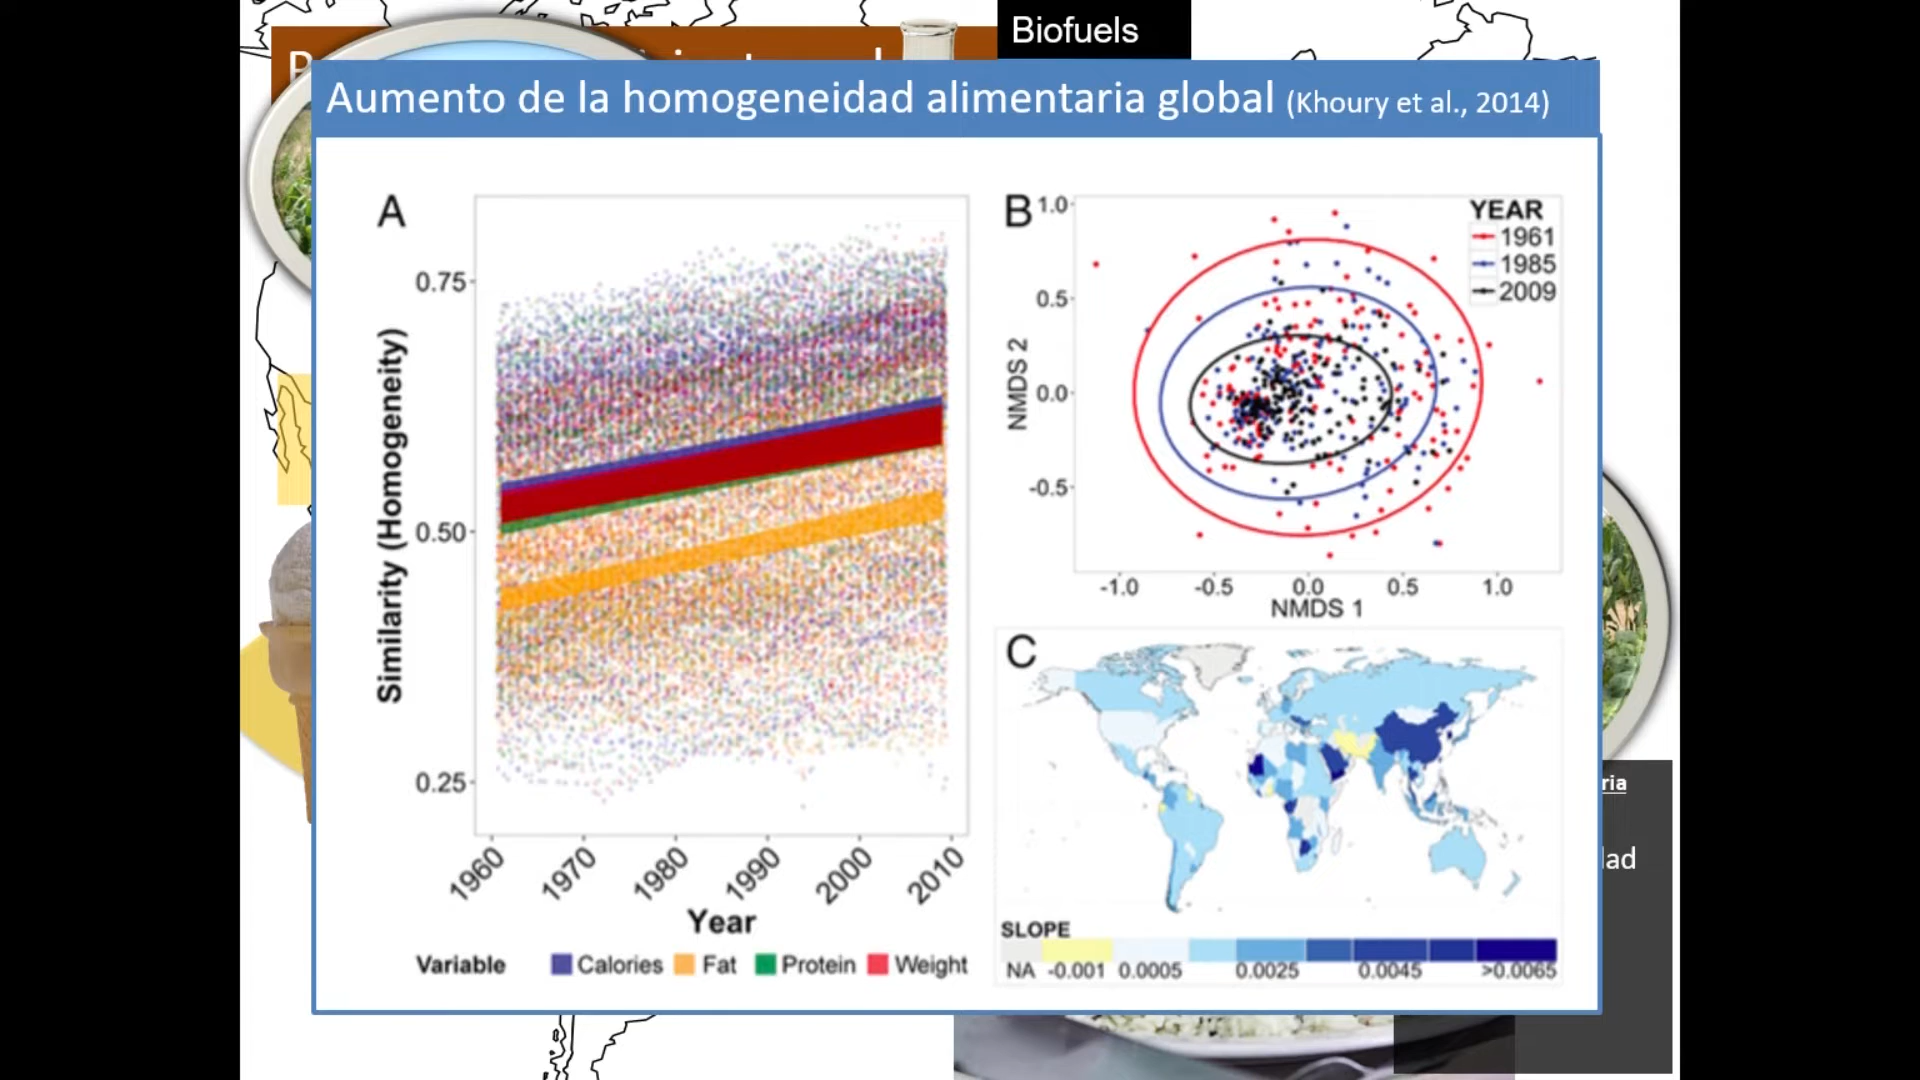 Biofuels
Aumento de la homogeneidad alimentaria global (Khoury et al., 2014)
A
Similarity (Homogeneity)
0.75
0.50
0.25
1960
1970
1980
1990
2000
2010
Year
Variable Calories Fat Protein Weight
B
YEAR
1961
1985
2009
NMDS 2
1.0
0.5
0.0
-0.5
-1.0 -0.5 0.0 0.5 1.0
NMDS 1
C
SLOPE
NA -0.001 0.0005 0.0025 0.0045 >0.0065
ria
dad